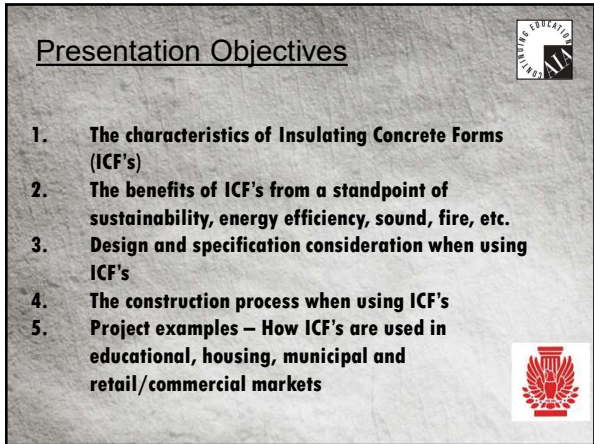 Presentation Objectives
CONTINUING EDUCATION
AIA
1. The characteristics of Insulating Concrete Forms
(ICF's)
2. The benefits of ICF's from a standpoint of
sustainability, energy efficiency, sound, fire, etc.
3. Design and specification consideration when using
ICF's
4. The construction process when using ICF's
5. Project examples – How ICF's are used in
educational, housing, municipal and
retail/commercial markets